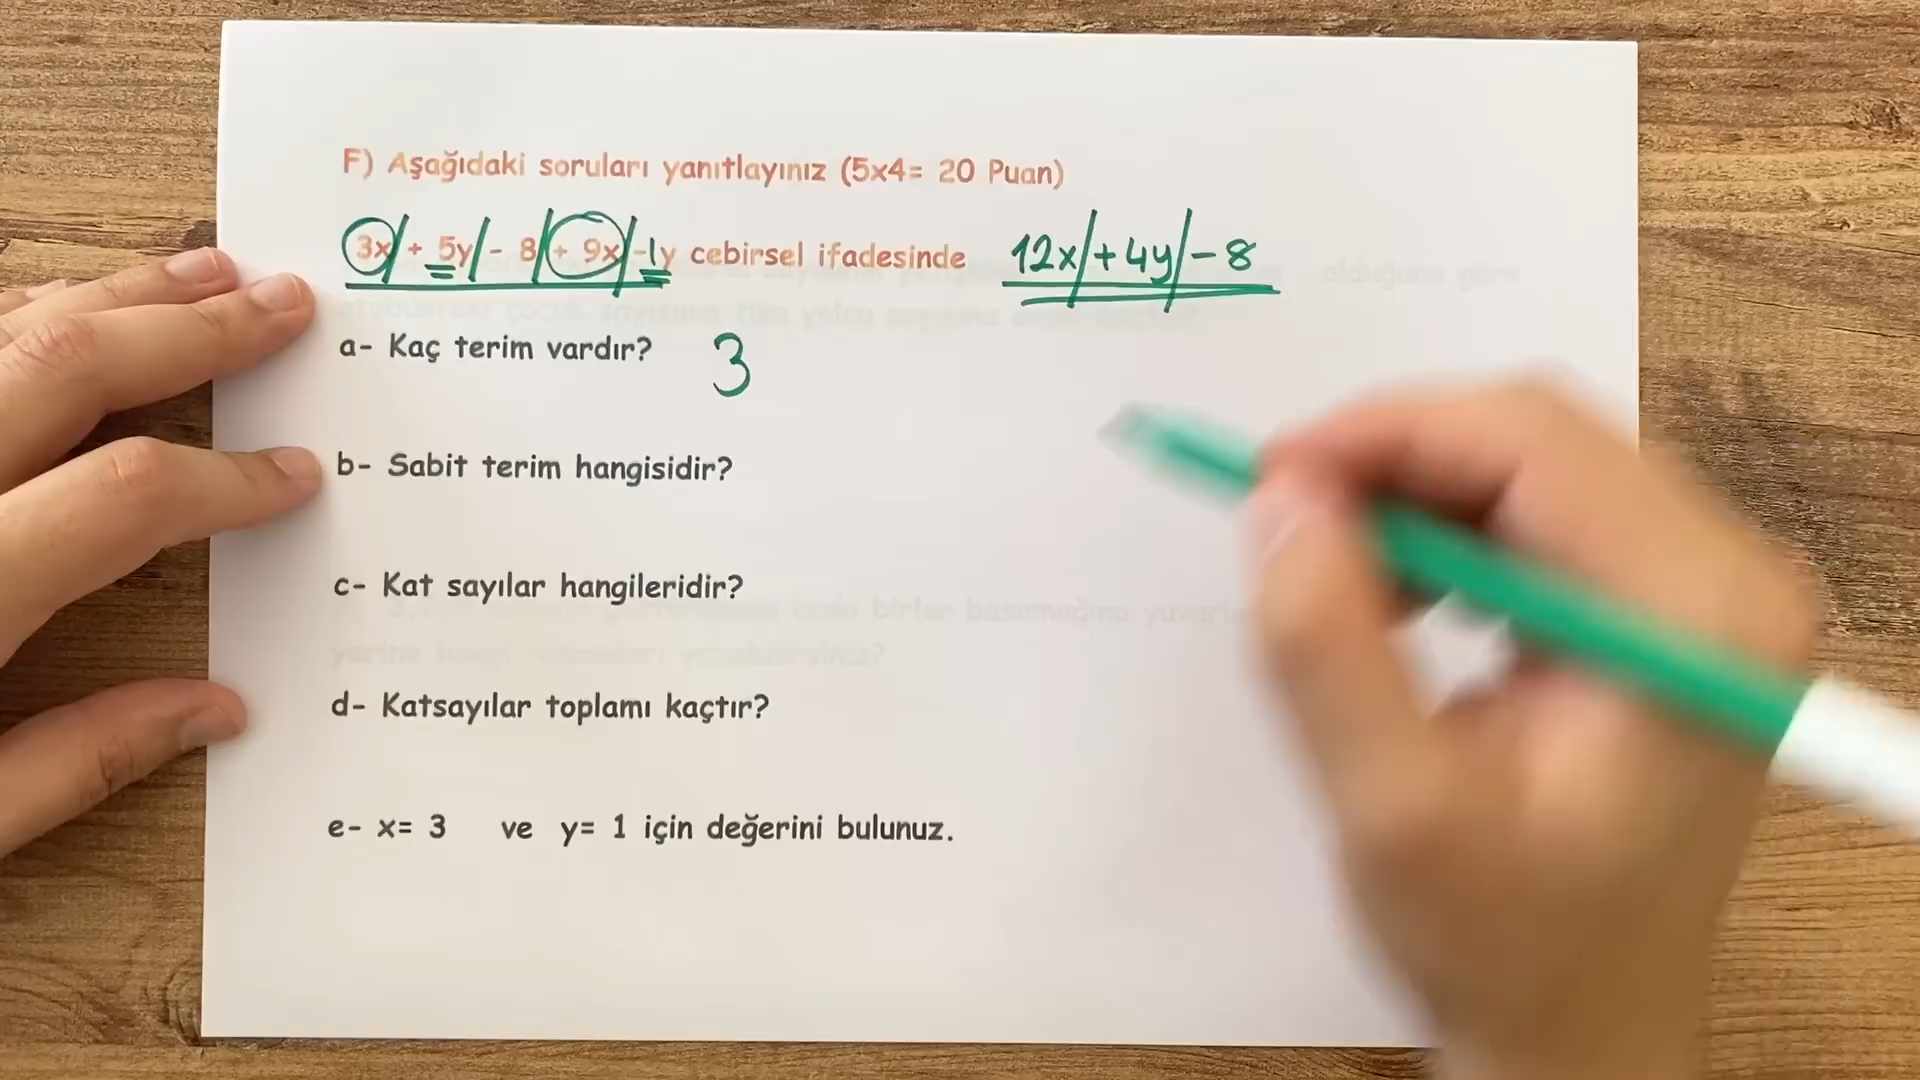 F) Aşağıdaki soruları yanıtlayınız (5x4= 20 Puan)
3x + 5y - 8 + 9x -1y cebirsel ifadesinde 12x + 4y - 8
a- Kaç terim vardır? 3
b- Sabit terim hangisidir?
c- Kat sayılar hangileridir?
d- Katsayılar toplamı kaçtır?
e- x= 3 ve y= 1 için değerini bulunuz.